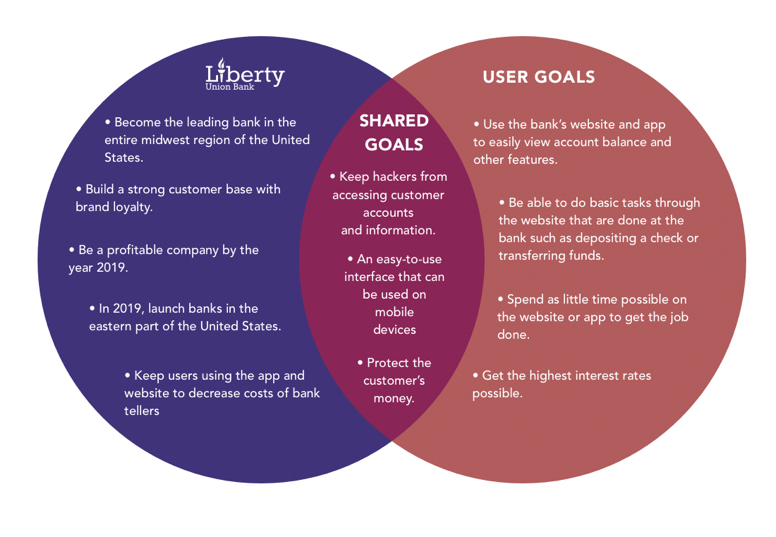 Liberty
Union Bank
• Become the leading bank in the
entire midwest region of the United
States.
• Build a strong customer base with
brand loyalty.
• Be a profitable company by the
year 2019.
• In 2019, launch banks in the
eastern part of the United States.
• Keep users using the app and
website to decrease costs of bank
tellers
SHARED
GOALS
• Keep hackers from
accessing customer
accounts
and information.
• An easy-to-use
interface that can
be used on
mobile
devices
• Protect the
customer’s
money.
USER GOALS
• Use the bank’s website and app
to easily view account balance and
other features.
• Be able to do basic tasks through
the website that are done at the
bank such as depositing a check or
transferring funds.
• Spend as little time possible on
the website or app to get the job
done.
• Get the highest interest rates
possible.